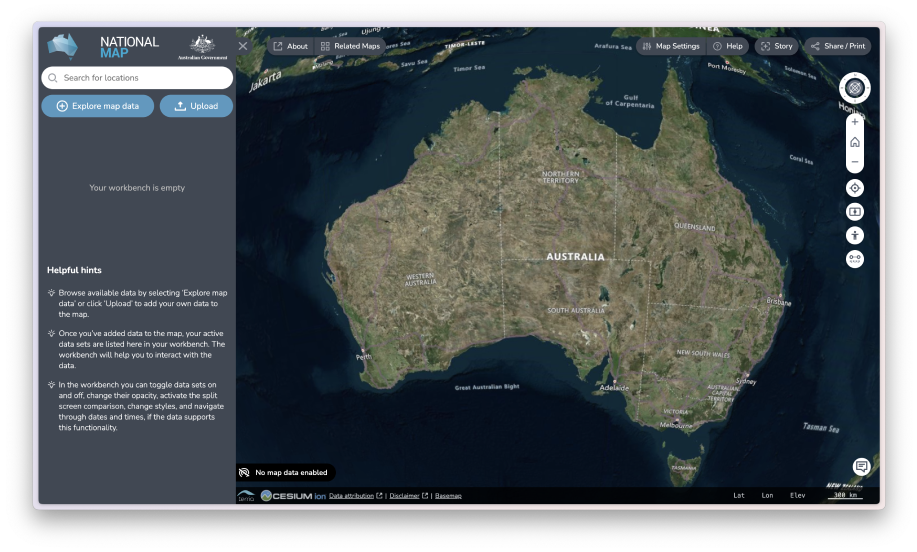 NATIONAL
MAP
Australian Government
Search for locations
Explore map data
Upload
Your workbench is empty
Helpful hints
Browse available data by selecting 'Explore map
data' or click 'Upload' to add your own data to
the map.
Once you've added data to the map, your active
data sets are listed here in your workbench. The
workbench will help you to interact with the
data.
In the workbench you can toggle data sets on
and off, change their opacity, activate the split
screen comparison, change styles, and navigate
through dates and times, if the data supports
this functionality.
About
Related Maps
Map Settings
Help
Story
Share / Print
TIMOR-LESTE
Savu Sea
Timor Sea
Arafura Sea
Jakarta
Port Moresby
Solomon Sea
Gulf
of Carpentaria
Coral Sea
NORTHERN
TERRITORY
QUEENSLAND
AUSTRALIA
WESTERN
AUSTRALIA
SOUTH AUSTRALIA
Brisbane
NEW SOUTH WALES
Perth
Great Australian Bight
Adelaide
Sydney
AUSTRALIAN
CAPITAL
TERRITORY
VICTORIA
Melbourne
Tasman Sea
TASMANIA
No map data enabled
terria
CESIUM ion
Data attribution | Disclaimer | Basemap
Lat Lon Elev 300 km